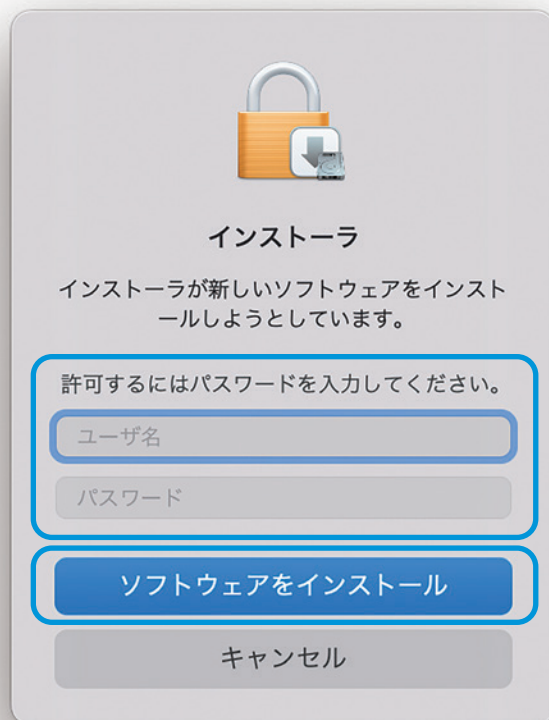 インストーラ
インストーラが新しいソフトウェアをインスト
ールしようとしています。
許可するにはパスワードを入力してください。
ユーザ名
パスワード
ソフトウェアをインストール
キャンセル